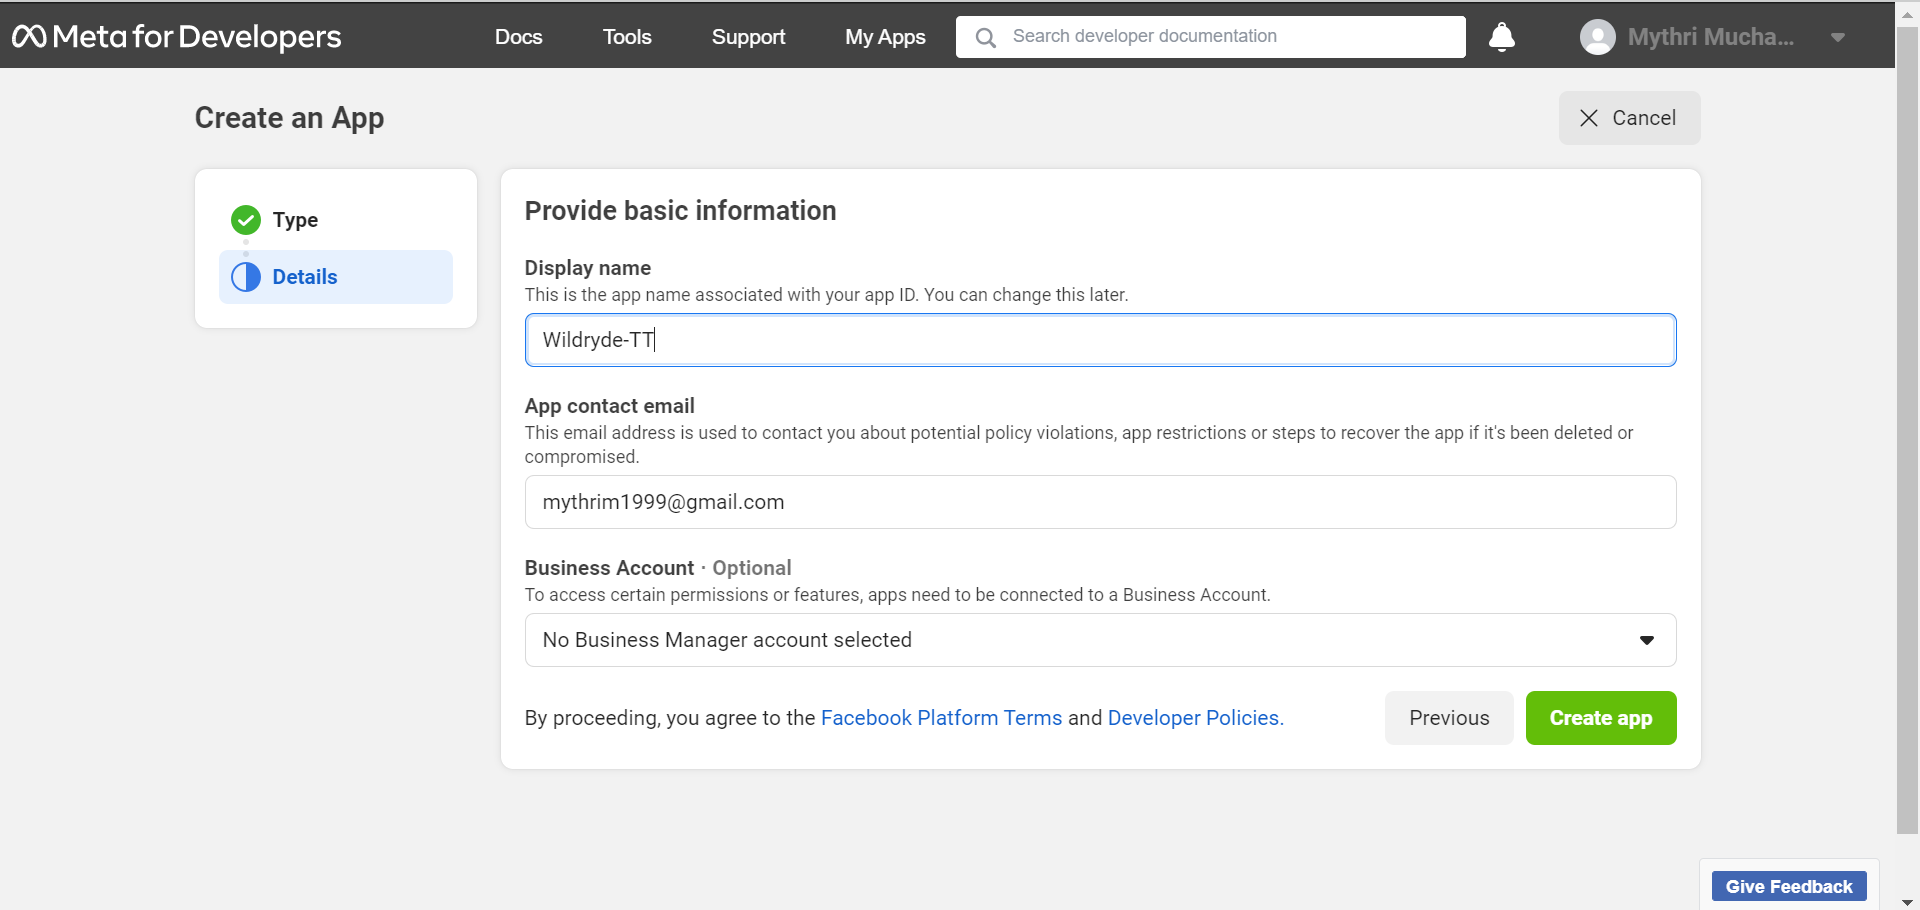 Meta for Developers
Docs
Tools
Support
My Apps
Search developer documentation
Mythri Mucha...
Create an App
Cancel
Type
Details
Provide basic information
Display name
This is the app name associated with your app ID. You can change this later.
Wildryde-TT
App contact email
This email address is used to contact you about potential policy violations, app restrictions or steps to recover the app if it's been deleted or
compromised.
mythrim1999@gmail.com
Business Account · Optional
To access certain permissions or features, apps need to be connected to a Business Account.
No Business Manager account selected
By proceeding, you agree to the Facebook Platform Terms and Developer Policies.
Previous
Create app
Give Feedback